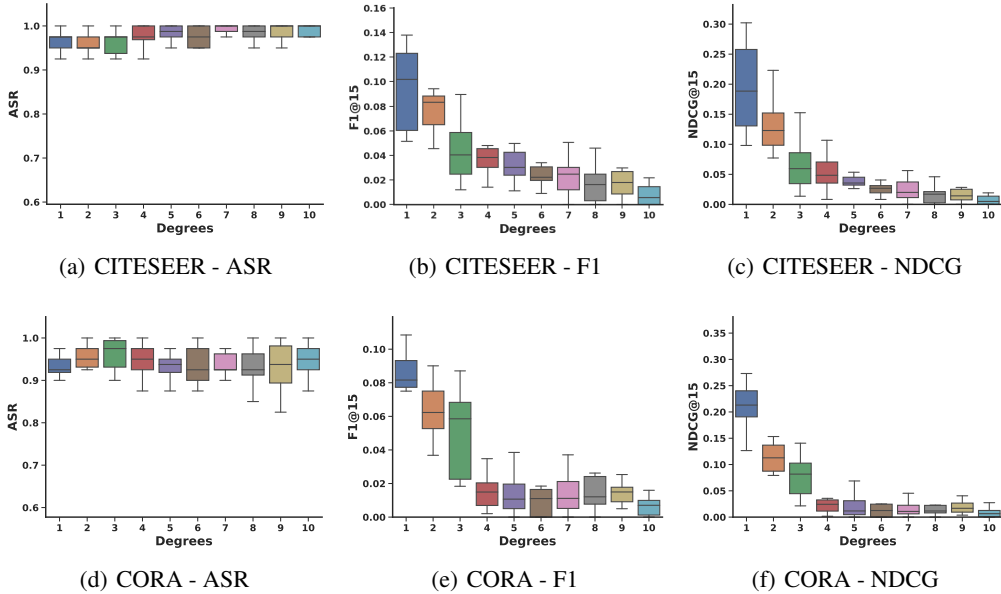 1.0
0.9
0.8
0.7
0.6
ASR
1 2 3 4 5 6 7 8 9 10
Degrees
(a) CITESEER - ASR
0.16
0.14
0.12
0.10
0.08
0.06
0.04
0.02
0.00
F1@15
1 2 3 4 5 6 7 8 9 10
Degrees
(b) CITESEER - F1
0.30
0.25
0.20
0.15
0.10
0.05
0.00
NDCG@15
1 2 3 4 5 6 7 8 9 10
Degrees
(c) CITESEER - NDCG
1.0
0.9
0.8
0.7
0.6
ASR
1 2 3 4 5 6 7 8 9 10
Degrees
(d) CORA - ASR
0.10
0.08
0.06
0.04
0.02
0.00
F1@15
1 2 3 4 5 6 7 8 9 10
Degrees
(e) CORA - F1
0.35
0.30
0.25
0.20
0.15
0.10
0.05
0.00
NDCG@15
1 2 3 4 5 6 7 8 9 10
Degrees
(f) CORA - NDCG